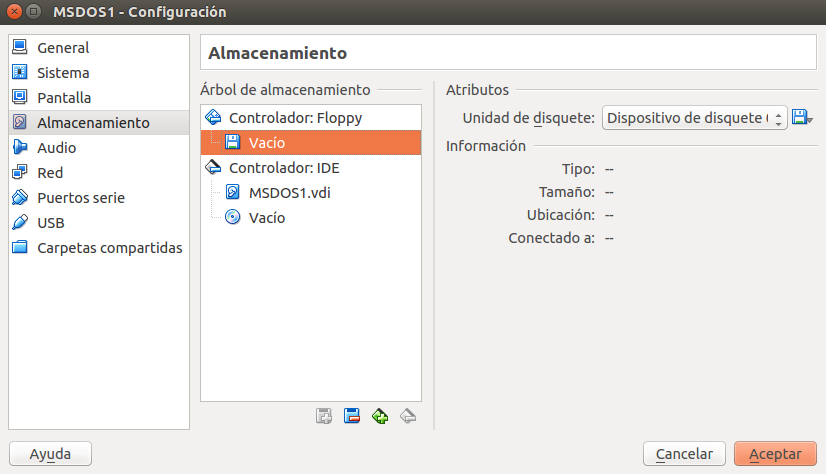 MSDOS1 - Configuración
General
Sistema
Pantalla
Almacenamiento
Audio
Red
Puertos serie
USB
Carpetas compartidas
Almacenamiento
Árbol de almacenamiento
Controlador: Floppy
Vacío
Controlador: IDE
MSDOS1.vdi
Vacío
Atributos
Unidad de disquete: Dispositivo de disquete
Información
Tipo: --
Tamaño: --
Ubicación: --
Conectado a: --
Ayuda
Cancelar
Aceptar